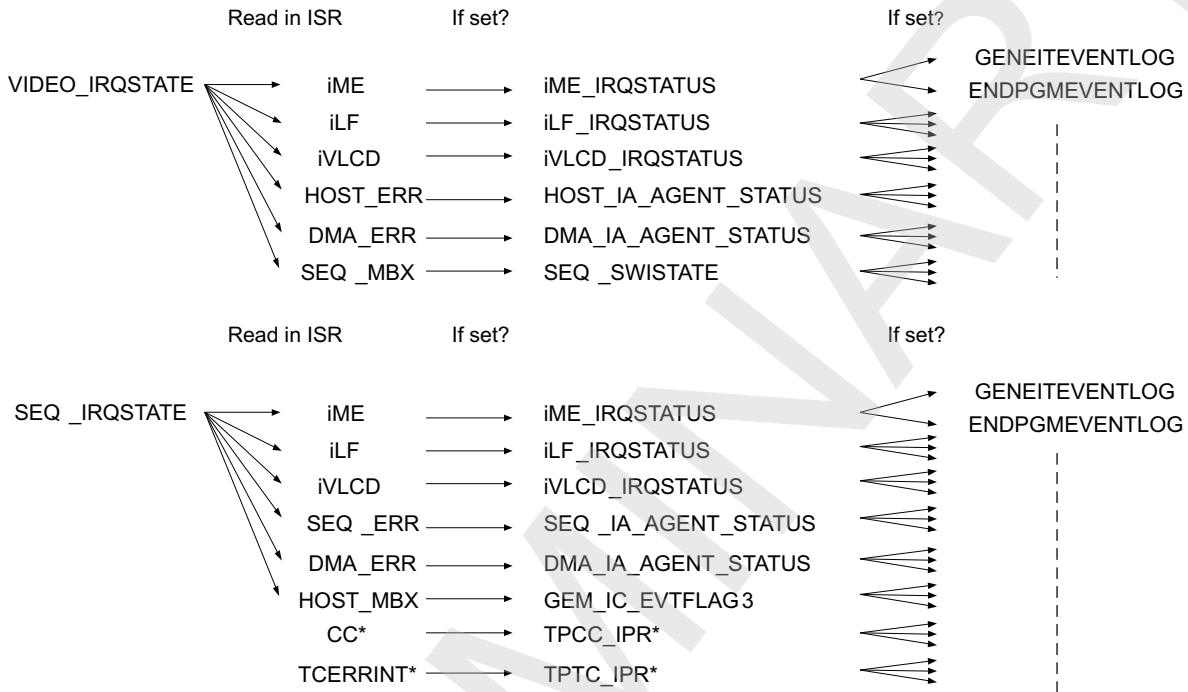 Read in ISR If set? If set?
GENEITEVENTLOG
VIDEO_IRQSTATE iME iME_IRQSTATUS ENDPGMEVENTLOG
iLF iLF_IRQSTATUS
iVLCD iVLCD_IRQSTATUS
HOST_ERR HOST_IA_AGENT_STATUS
DMA_ERR DMA_IA_AGENT_STATUS
SEQ _MBX SEQ _SWISTATE
Read in ISR If set? If set?
GENEITEVENTLOG
SEQ _IRQSTATE iME iME_IRQSTATUS ENDPGMEVENTLOG
iLF iLF_IRQSTATUS
iVLCD iVLCD_IRQSTATUS
SEQ _ERR SEQ _IA_AGENT_STATUS
DMA_ERR DMA_IA_AGENT_STATUS
HOST_MBX GEM_IC_EVTFLAG3
CC* TPCC_IPR*
TCERRINT* TPTC_IPR*